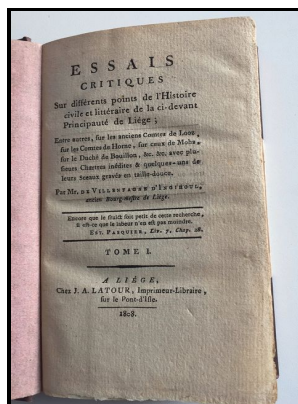 ESSAIS
CRITIQUES
Sur différents points de l'Histoire
civile et littéraire de la ci-devant
Principauté de Liége;
Entre autres, sur les anciens Comtes de Looz,
sur les Comtes de Horne, sur ceux de Moha,
sur le Duché de Bouillon, &c. &c. avec plu-
sieurs Chartres inédites & quelques-uns de
leurs Sceaux gravés en taille-douce.
Par Mr. DE VILLENFAGNE D'INGIHOUL,
ancien Bourg-mestre de Liége.
Encore que le fruict soit petit de cette recherche,
si est-ce que le labeur n'en est pas moindre.
EST. PASQUIER, Liv. 7, Chap. 28.
TOME I.
A LIÉGE,
Chez J. A. LATOUR, Imprimeur-Libraire,
sur le Pont-d'Isle.
1808.